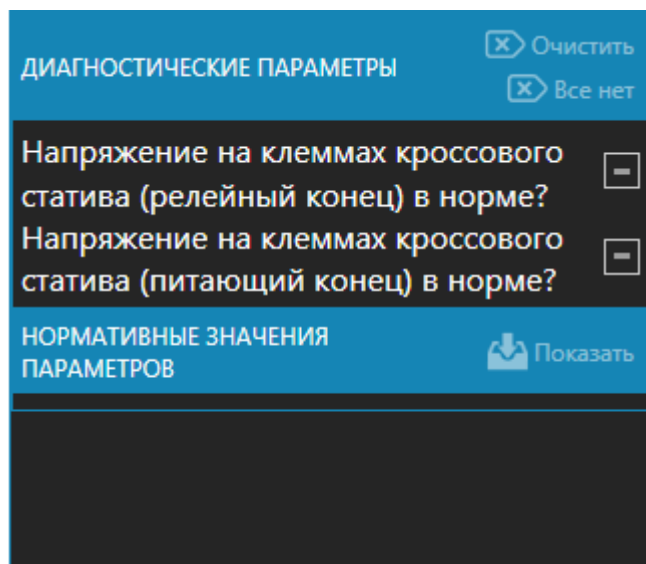 ДИАГНОСТИЧЕСКИЕ ПАРАМЕТРЫ
Очистить
Все нет
Напряжение на клеммах кроссового
статива (релейный конец) в норме?
Напряжение на клеммах кроссового
статива (питающий конец) в норме?
НОРМАТИВНЫЕ ЗНАЧЕНИЯ
ПАРАМЕТРОВ
Показать